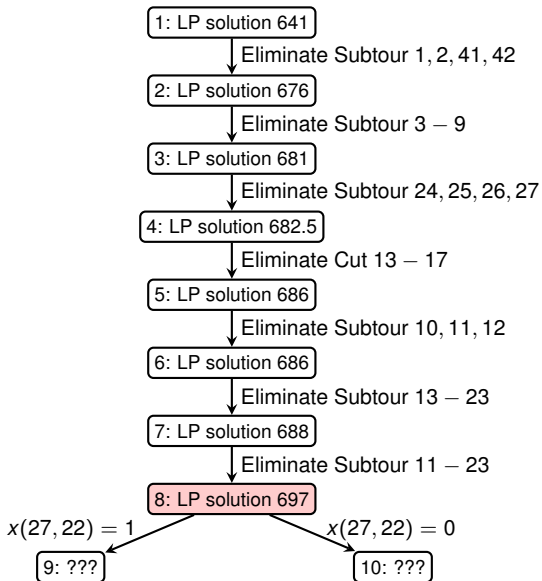 1: LP solution 641
Eliminate Subtour 1, 2, 41, 42
2: LP solution 676
Eliminate Subtour 3 − 9
3: LP solution 681
Eliminate Subtour 24, 25, 26, 27
4: LP solution 682.5
Eliminate Cut 13 − 17
5: LP solution 686
Eliminate Subtour 10, 11, 12
6: LP solution 686
Eliminate Subtour 13 − 23
7: LP solution 688
Eliminate Subtour 11 − 23
8: LP solution 697
x(27, 22) = 1 x(27, 22) = 0
9: ??? 10: ???